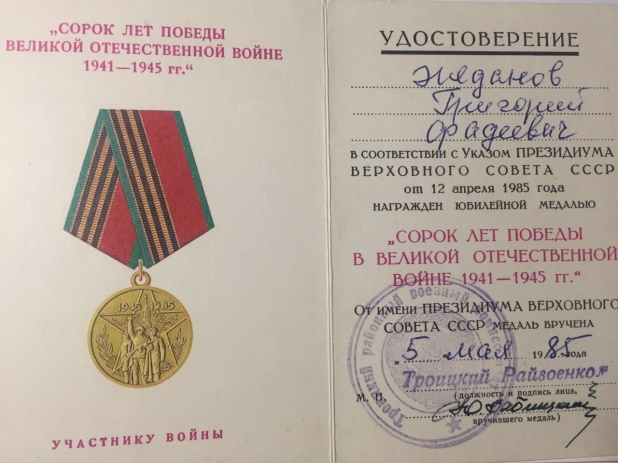 „СОРОК ЛЕТ ПОБЕДЫ
ВЕЛИКОЙ ОТЕЧЕСТВЕННОЙ ВОЙНЕ
1941—1945 гг.“
1945 1985
УЧАСТНИКУ ВОЙНЫ
УДОСТОВЕРЕНИЕ
Жданов
Григорий
Фадеевич
В СООТВЕТСТВИИ С УКАЗОМ ПРЕЗИДИУМА
ВЕРХОВНОГО СОВЕТА СССР
от 12 апреля 1985 года
НАГРАЖДЕН ЮБИЛЕЙНОЙ МЕДАЛЬЮ
„СОРОК ЛЕТ ПОБЕДЫ
В ВЕЛИКОЙ ОТЕЧЕСТВЕННОЙ
ВОЙНЕ 1941—1945 гг.“
ОТ ИМЕНИ ПРЕЗИДИУМА ВЕРХОВНОГО
СОВЕТА СССР МЕДАЛЬ ВРУЧЕНА
„5 мая 1985 года
Троицкий Райвоенком
М. П. (должность и подпись лица,
вручившего медаль)
Троицкий районный военный